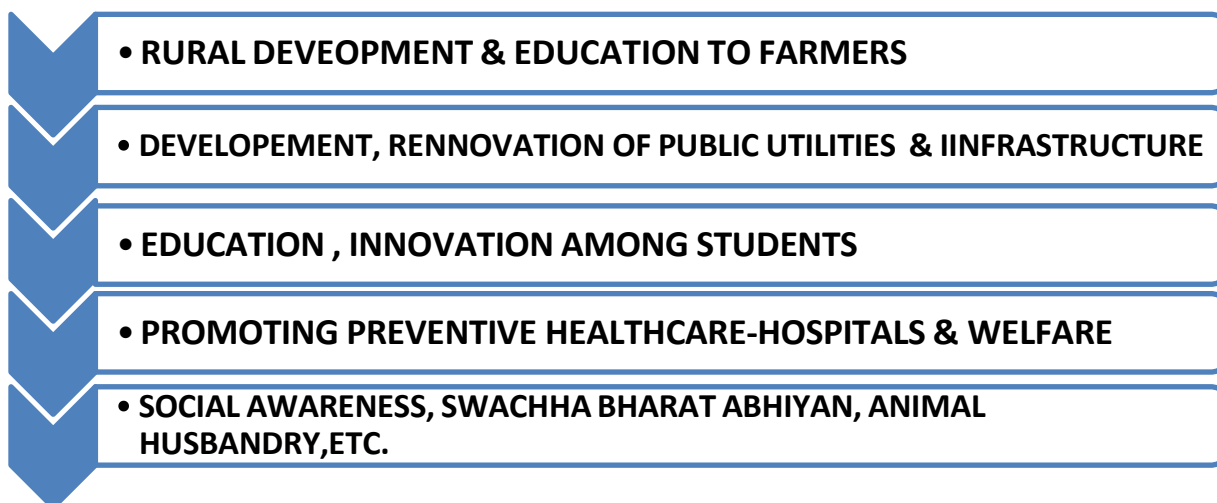 • RURAL DEVEOPMENT & EDUCATION TO FARMERS
• DEVELOPEMENT, RENNOVATION OF PUBLIC UTILITIES & IINFRASTRUCTURE
• EDUCATION , INNOVATION AMONG STUDENTS
• PROMOTING PREVENTIVE HEALTHCARE-HOSPITALS & WELFARE
• SOCIAL AWARENESS, SWACHHA BHARAT ABHIYAN, ANIMAL
HUSBANDRY,ETC.